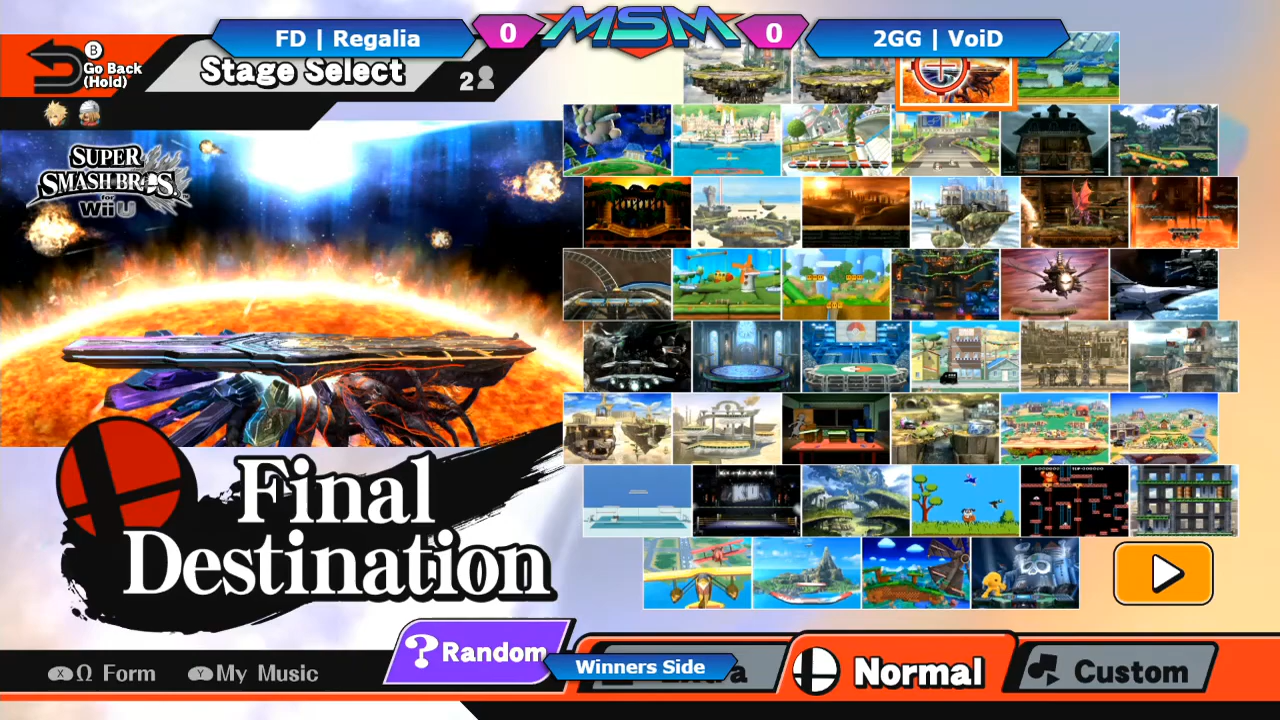 FD | Regalia
0
MSM
0
2GG | VoiD
B
Go Back
(Hold)
Stage Select
2
SUPER
SMASH BROS.
for
Wii U
KU
Final
Destination
X Ω Form
Y My Music
? Random
Winners Side
Normal
Custom